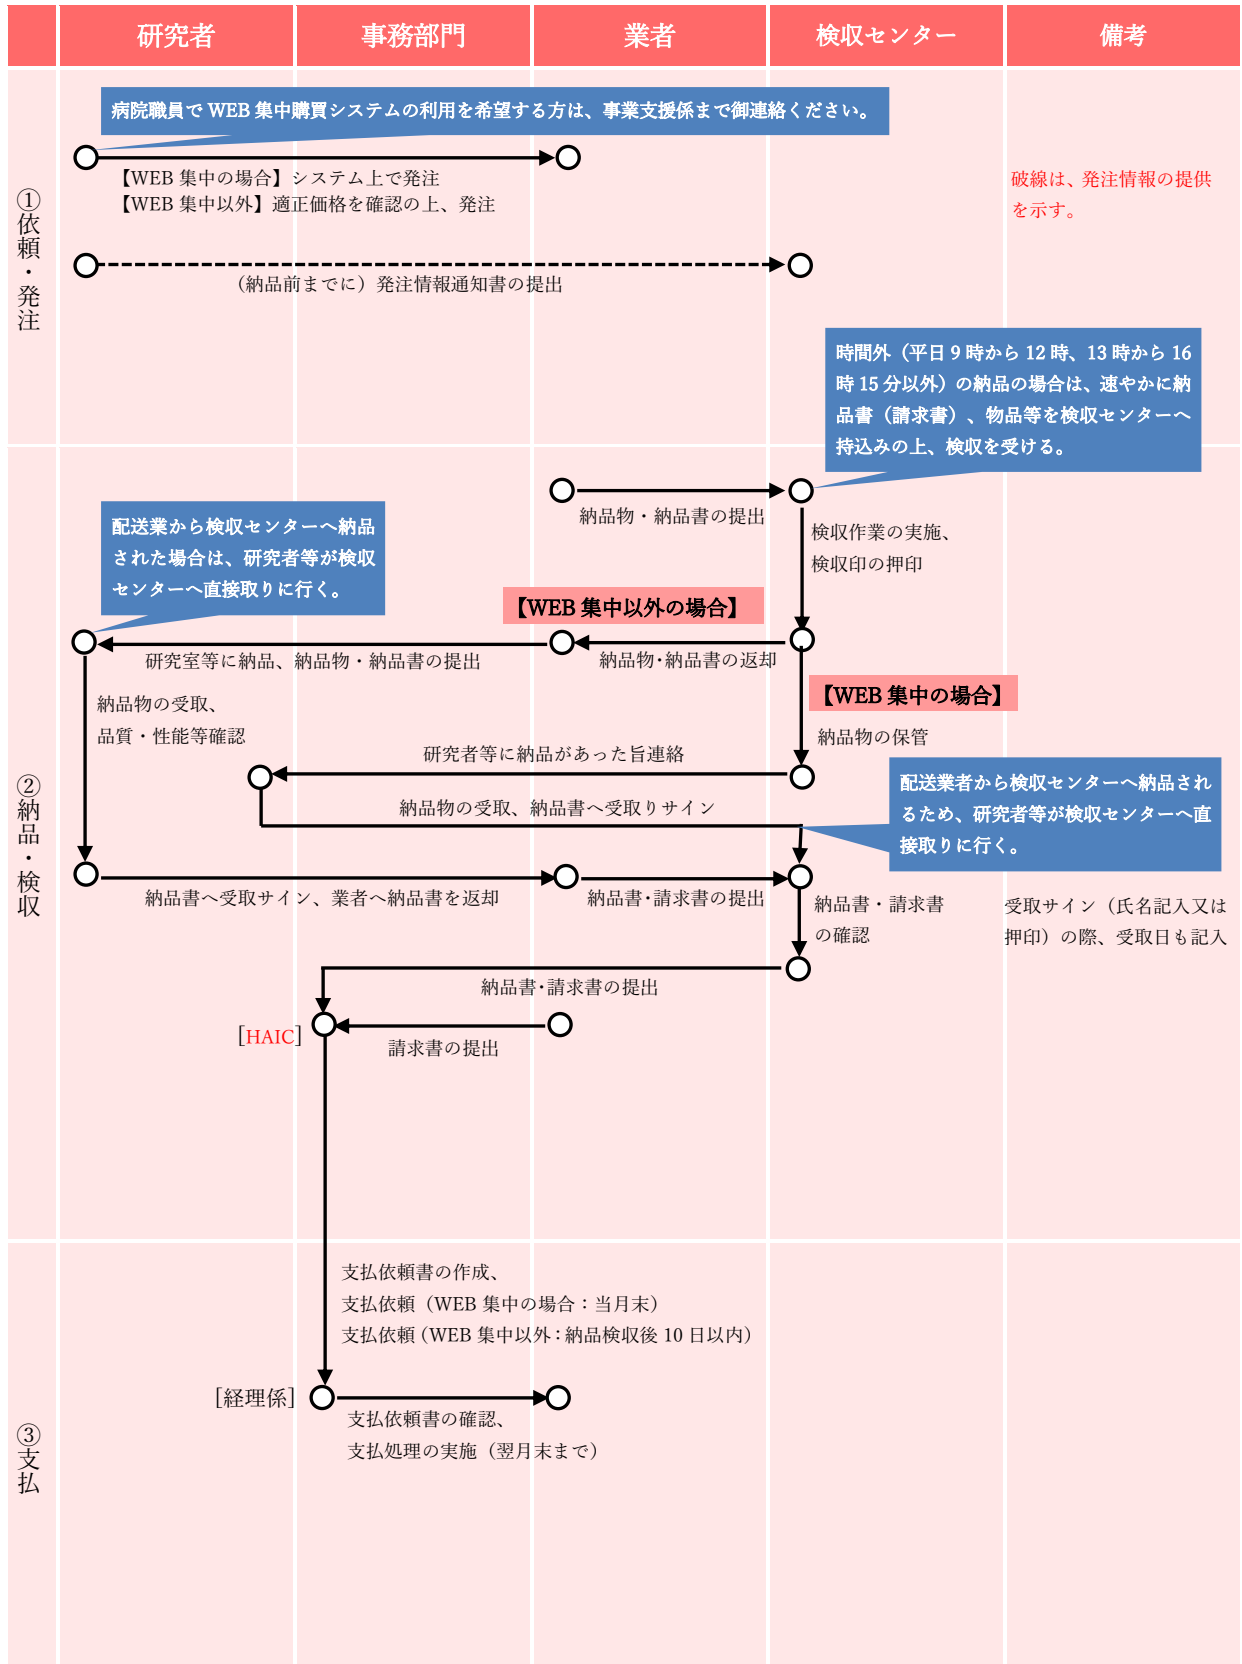 研究者
事務部門
業者
検収センター
備考
①依頼・発注
病院職員で WEB 集中購買システムの利用を希望する方は、事業支援係まで御連絡ください。
【WEB 集中の場合】システム上で発注
【WEB 集中以外】適正価格を確認の上、発注
破線は、発注情報の提供
を示す。
（納品前までに）発注情報通知書の提出
時間外（平日 9 時から 12 時、13 時から 16
時 15 分以外）の納品の場合は、速やかに納
品書（請求書）、物品等を検収センターへ
持込みの上、検収を受ける。
②納品・検収
納品物・納品書の提出
検収作業の実施、
検収印の押印
配送業から検収センターへ納品
された場合は、研究者等が検収
センターへ直接取りに行く。
【WEB 集中以外の場合】
研究室等に納品、納品物・納品書の提出
納品物・納品書の返却
納品物の受取、
品質・性能等確認
【WEB 集中の場合】
納品物の保管
研究者等に納品があった旨連絡
納品物の受取、納品書へ受取りサイン
配送業者から検収センターへ納品され
るため、研究者等が検収センターへ直
接取りに行く。
納品書へ受取サイン、業者へ納品書を返却
納品書・請求書の提出
納品書・請求書
の確認
受取サイン（氏名記入又は
押印）の際、受取日も記入
納品書・請求書の提出
[HAIC]
請求書の提出
③支払
支払依頼書の作成、
支払依頼（WEB 集中の場合：当月末）
支払依頼（WEB 集中以外：納品検収後 10 日以内）
[経理係]
支払依頼書の確認、
支払処理の実施（翌月末まで）